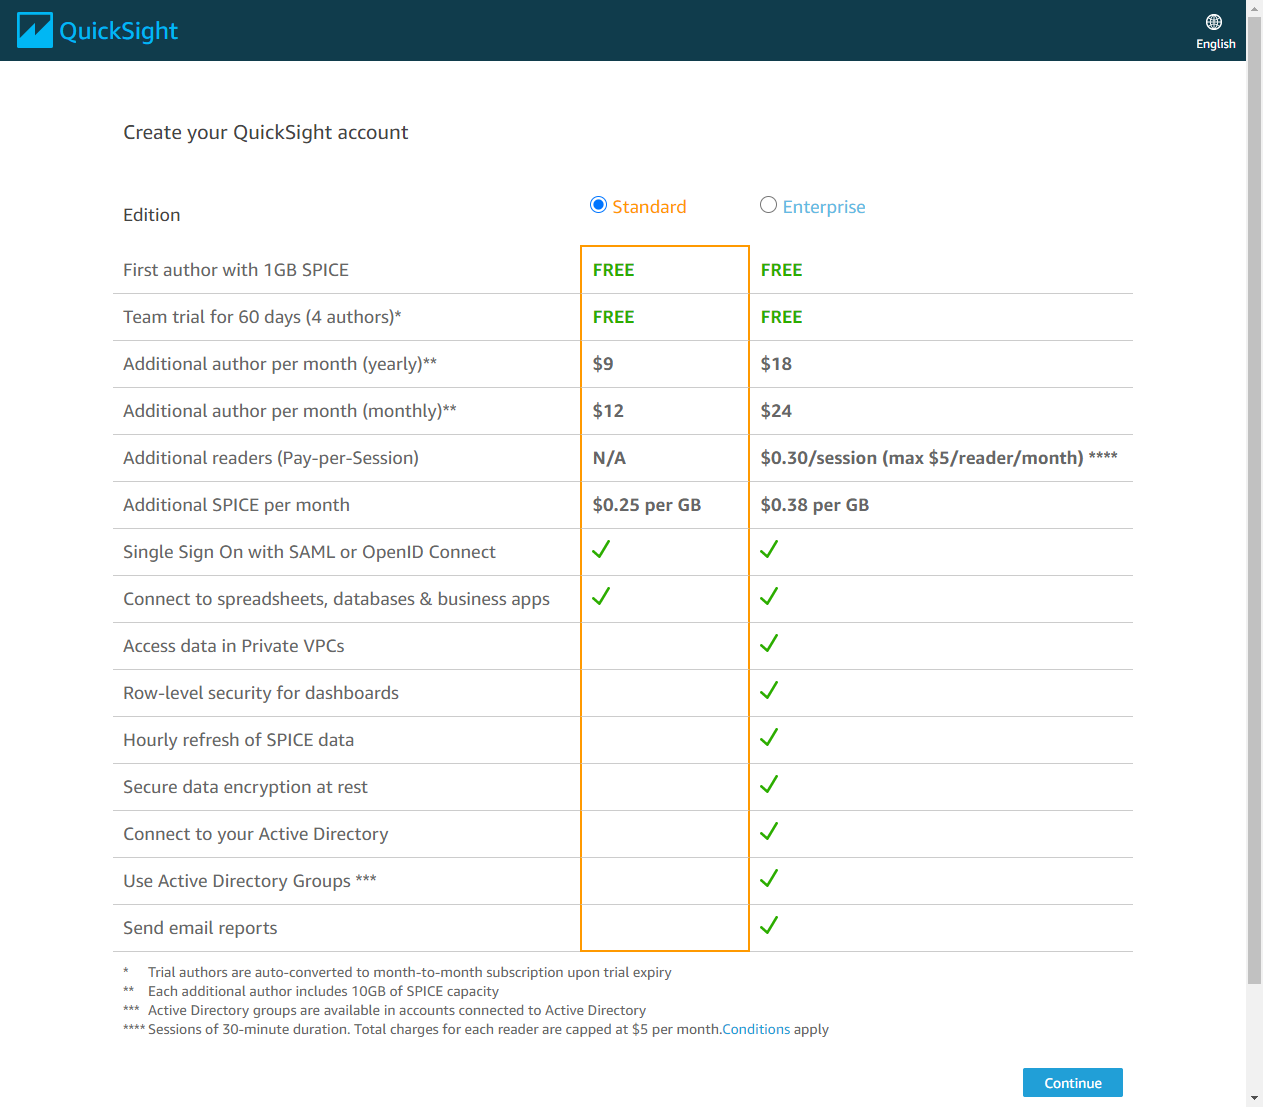 QuickSight
English
Create your QuickSight account
Edition Standard Enterprise
First author with 1GB SPICE FREE FREE
Team trial for 60 days (4 authors)* FREE FREE
Additional author per month (yearly)** $9 $18
Additional author per month (monthly)** $12 $24
Additional readers (Pay-per-Session) N/A $0.30/session (max $5/reader/month) ****
Additional SPICE per month $0.25 per GB $0.38 per GB
Single Sign On with SAML or OpenID Connect
Connect to spreadsheets, databases & business apps
Access data in Private VPCs
Row-level security for dashboards
Hourly refresh of SPICE data
Secure data encryption at rest
Connect to your Active Directory
Use Active Directory Groups ***
Send email reports
* Trial authors are auto-converted to month-to-month subscription upon trial expiry
** Each additional author includes 10GB of SPICE capacity
*** Active Directory groups are available in accounts connected to Active Directory
**** Sessions of 30-minute duration. Total charges for each reader are capped at $5 per month.Conditions apply
Continue